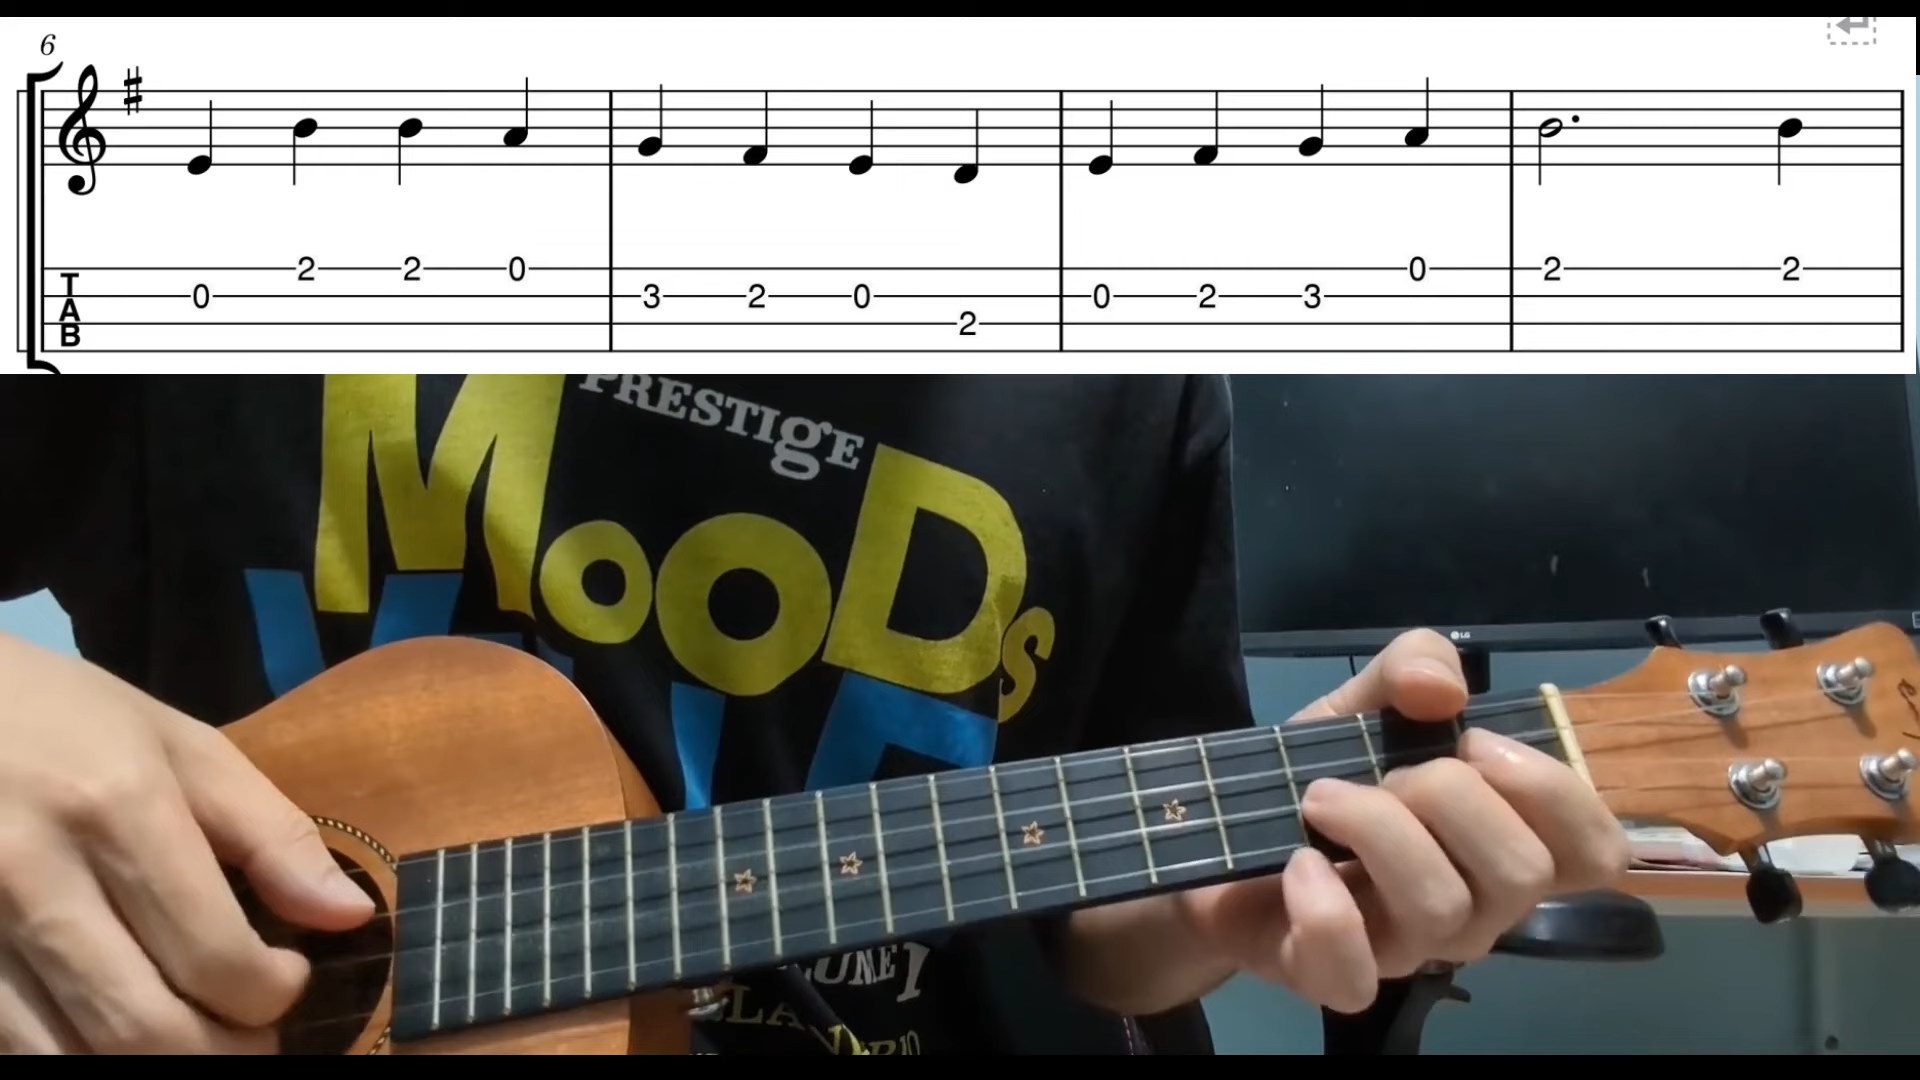 6
2 2 0 0 2 2
T 0 3 2 0 0 2 3
A 2
B
PRESTIgE
MOODS
LG